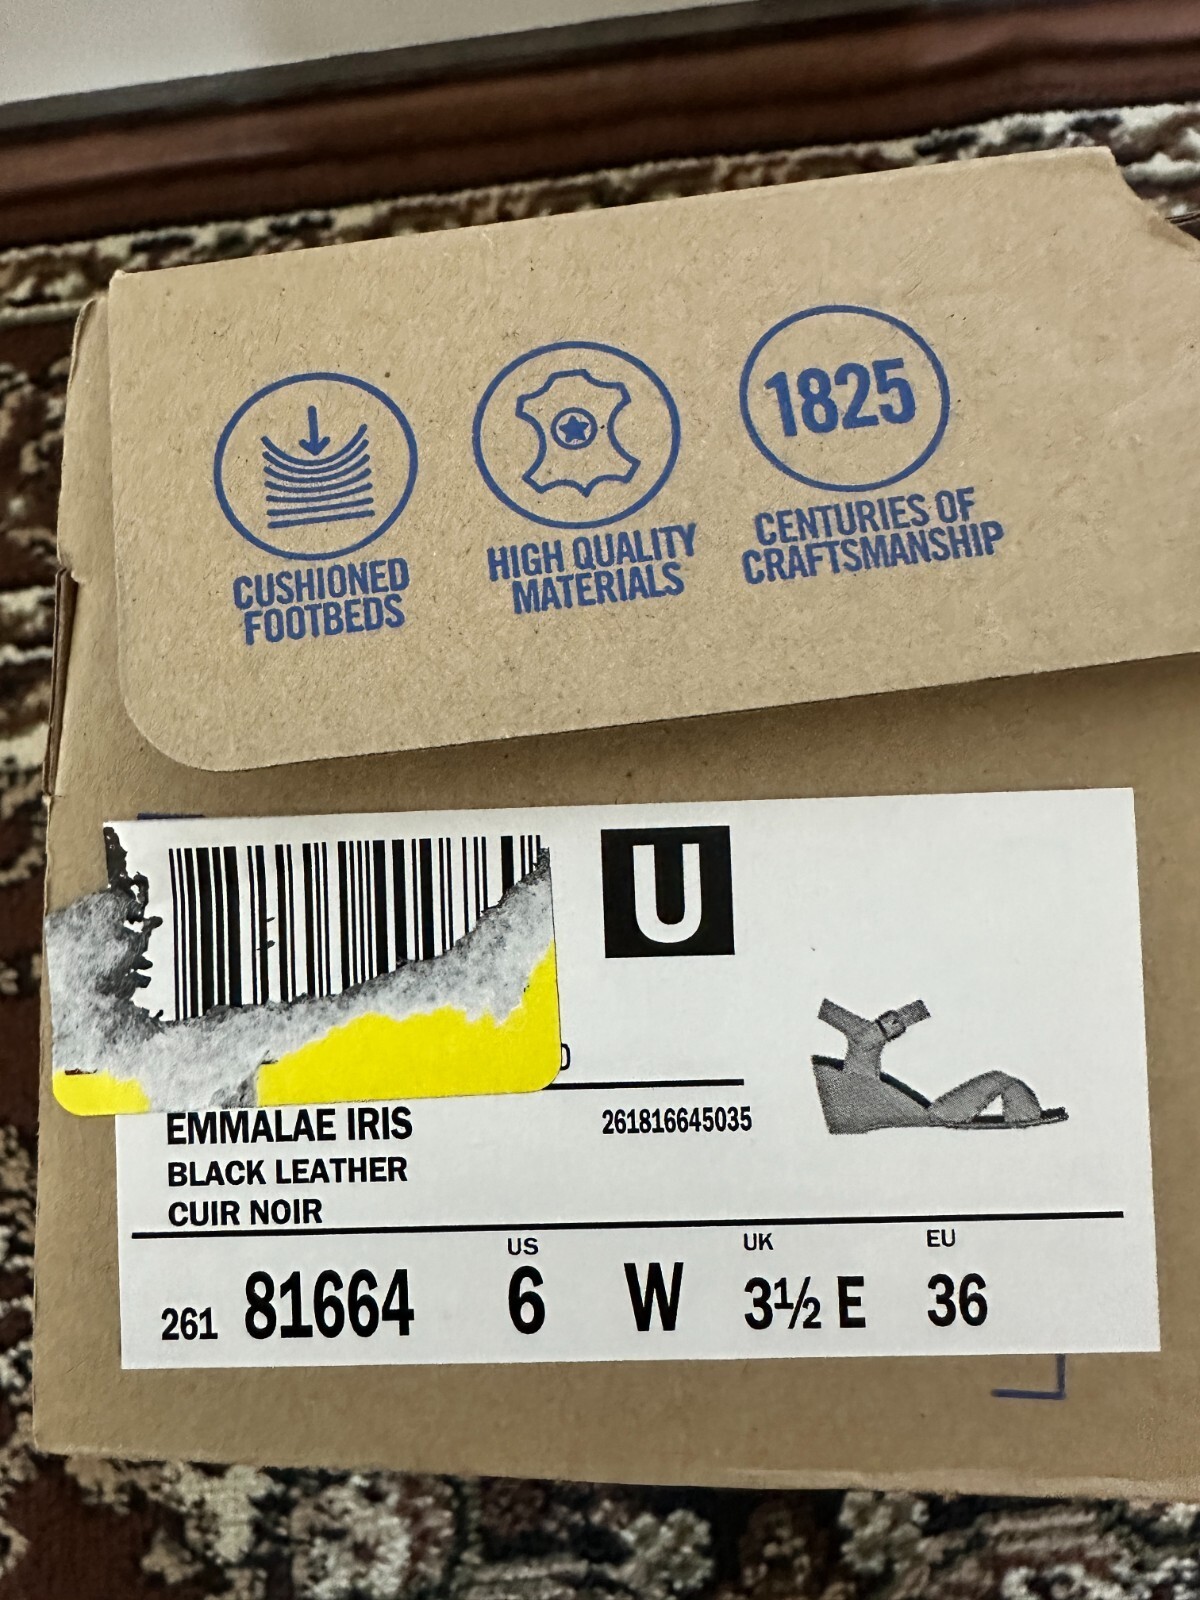 CUSHIONED
FOOTBEDS
HIGH QUALITY
MATERIALS
1825
CENTURIES OF
CRAFTSMANSHIP
U
EMMALAE IRIS
261816645035
BLACK LEATHER
CUIR NOIR
US
UK
EU
261 81664 6 W 3½ E 36